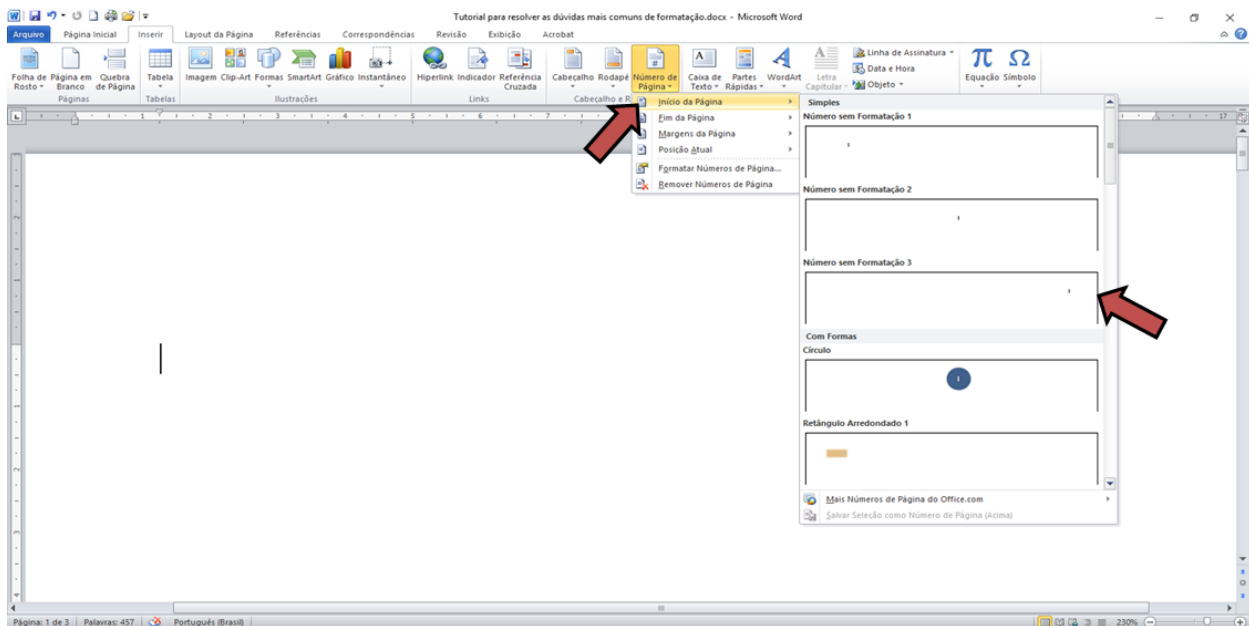 Tutorial para resolver as dúvidas mais comuns de formatação.docx - Microsoft Word
Arquivo Página Inicial Inserir Layout da Página Referências Correspondências Revisão Exibição Acrobat
Folha de Rosto
Página em Branco
Quebra de Página
Tabela
Imagem Clip-Art Formas SmartArt Gráfico Instantâneo
Hiperlink Indicador Referência Cruzada
Cabeçalho Rodapé Número de Página
Caixa de Texto
Partes Rápidas
WordArt
Letra Capitular
Linha de Assinatura
Data e Hora
Objeto
π Ω
Equação Símbolo
Páginas Tabelas Ilustrações Links Cabeçalho e R
Início da Página
Fim da Página
Margens da Página
Posição Atual
Formatar Números de Página...
Remover Números de Página
Simples
Número sem Formatação 1
Número sem Formatação 2
Número sem Formatação 3
Com Formas
Círculo
Retângulo Arredondado 1
Mais Números de Página do Office.com
Salvar Seleção como Número de Página (Acima)
Página: 1 de 3 Palavras: 457 Português (Brasil) 230%